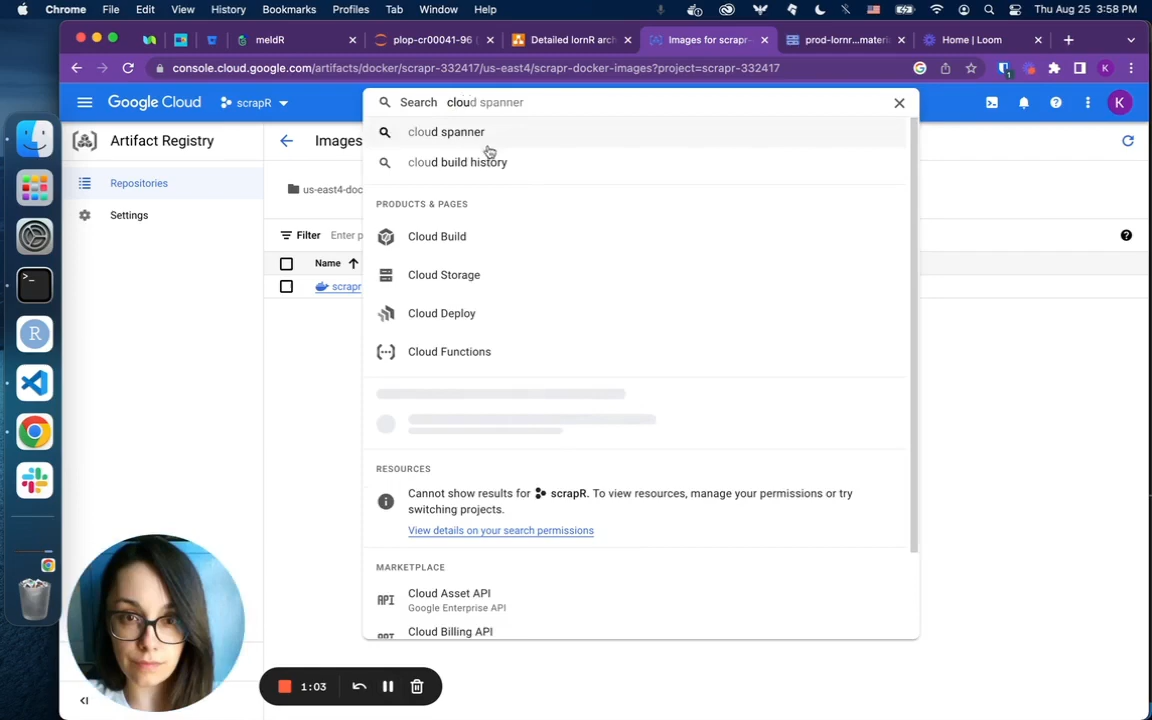 Chrome File Edit View History Bookmarks Profiles Tab Window Help Thu Aug 25 3:58 PM
meldR plop-cr00041-96 Detailed lornR arc Images for scrapr- prod-lornr...materi Home | Loom
console.cloud.google.com/artifacts/docker/scrapr-332417/us-east4/scrapr-docker-images?project=scrapr-332417 K
Google Cloud scrapR Search cloud spanner K
Artifact Registry Images
cloud spanner
cloud build history
Repositories
us-east4-doc
Settings
PRODUCTS & PAGES
Filter Enter p
Cloud Build
Name
Cloud Storage
scrapr
Cloud Deploy
Cloud Functions
RESOURCES
Cannot show results for scrapR. To view resources, manage your permissions or try
switching projects.
View details on your search permissions
MARKETPLACE
API Cloud Asset API
Google Enterprise API
API Cloud Billing API
1:03
R